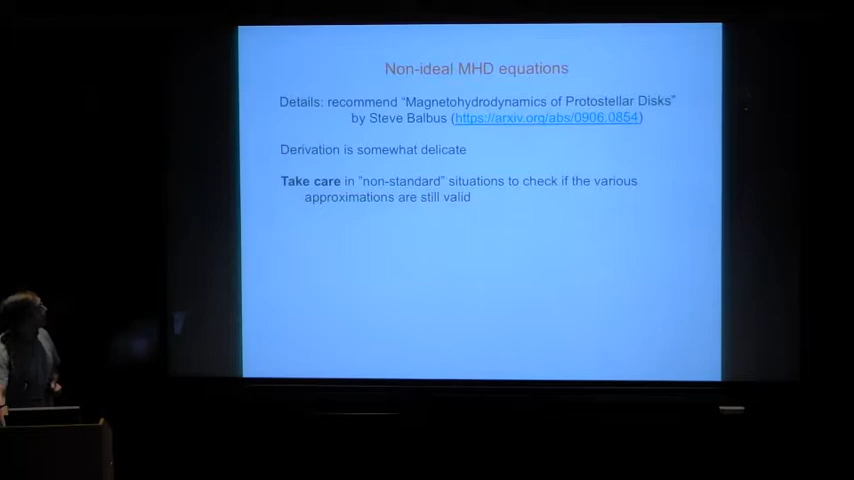 Non-ideal MHD equations
Details: recommend "Magnetohydrodynamics of Protostellar Disks"
by Steve Balbus (https://arxiv.org/abs/0906.0854)
Derivation is somewhat delicate
Take care in "non-standard" situations to check if the various
approximations are still valid